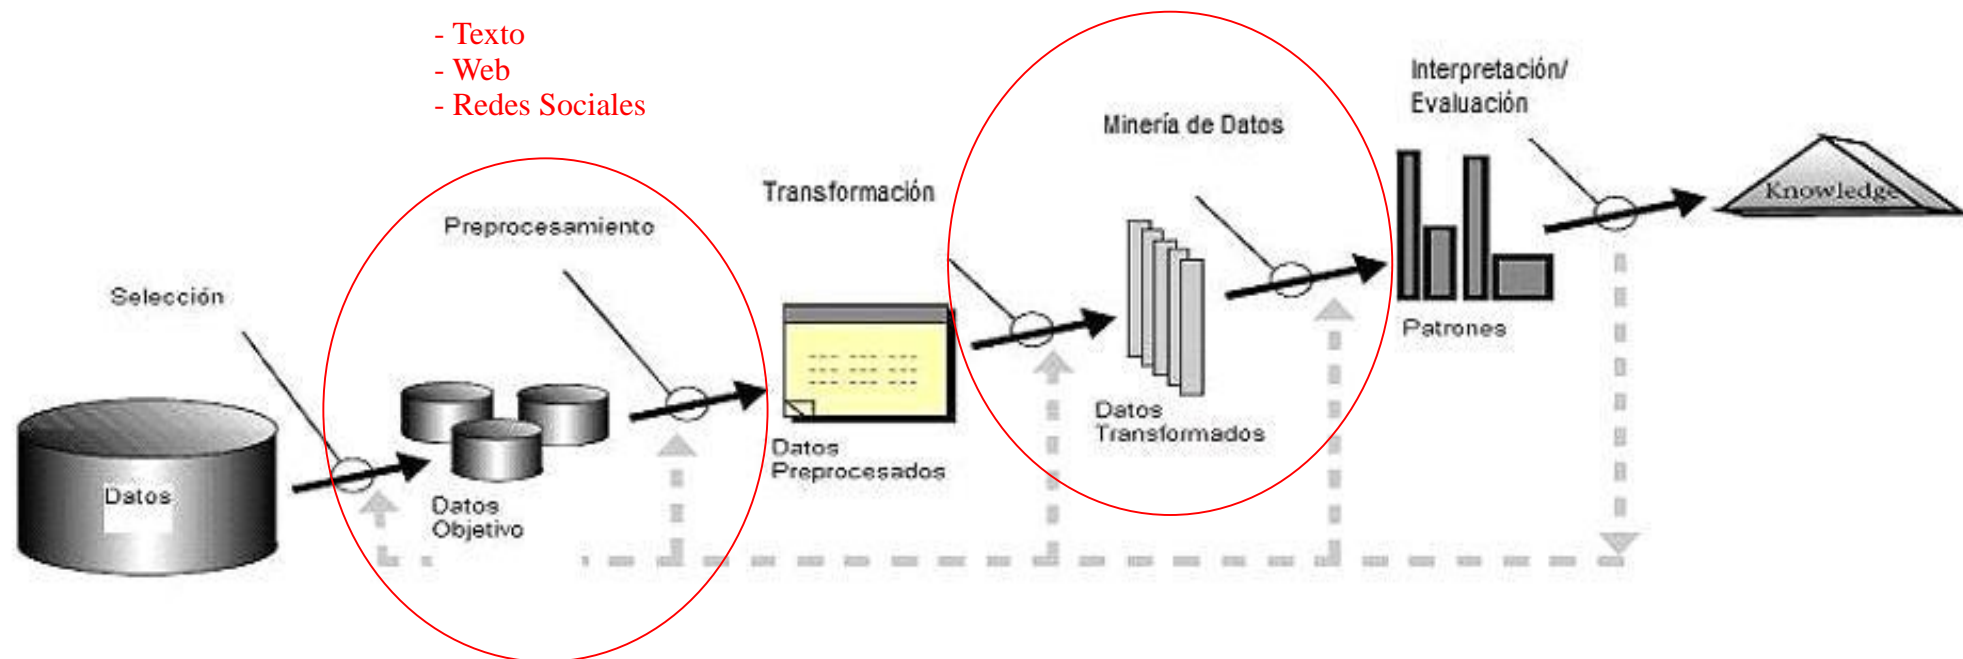 - Texto
- Web
- Redes Sociales
Interpretación/
Evaluación
Minería de Datos
Transformación
Knowledge
Preprocesamiento
Selección
Patrones
Datos
Transformados
Datos
Preprocesados
Datos
Datos
Objetivo